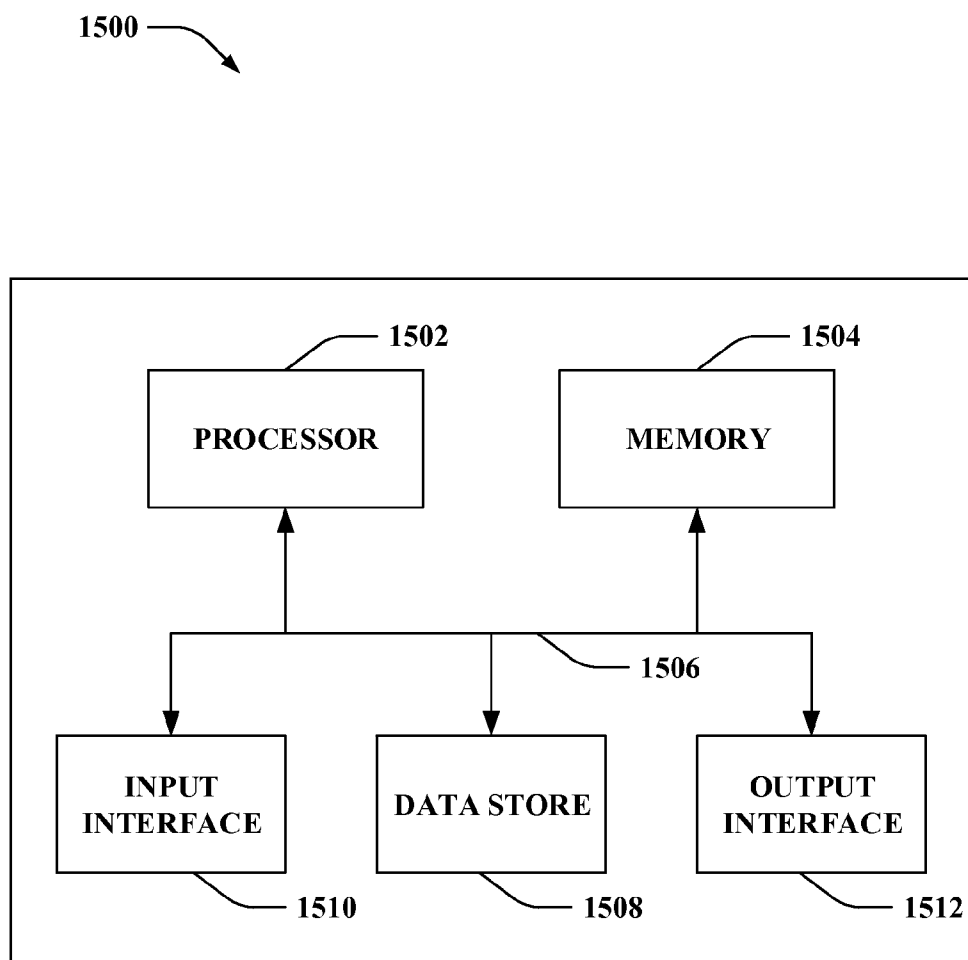 1500
1502
1504
PROCESSOR
MEMORY
1506
INPUT
INTERFACE
DATA STORE
OUTPUT
INTERFACE
1510
1508
1512